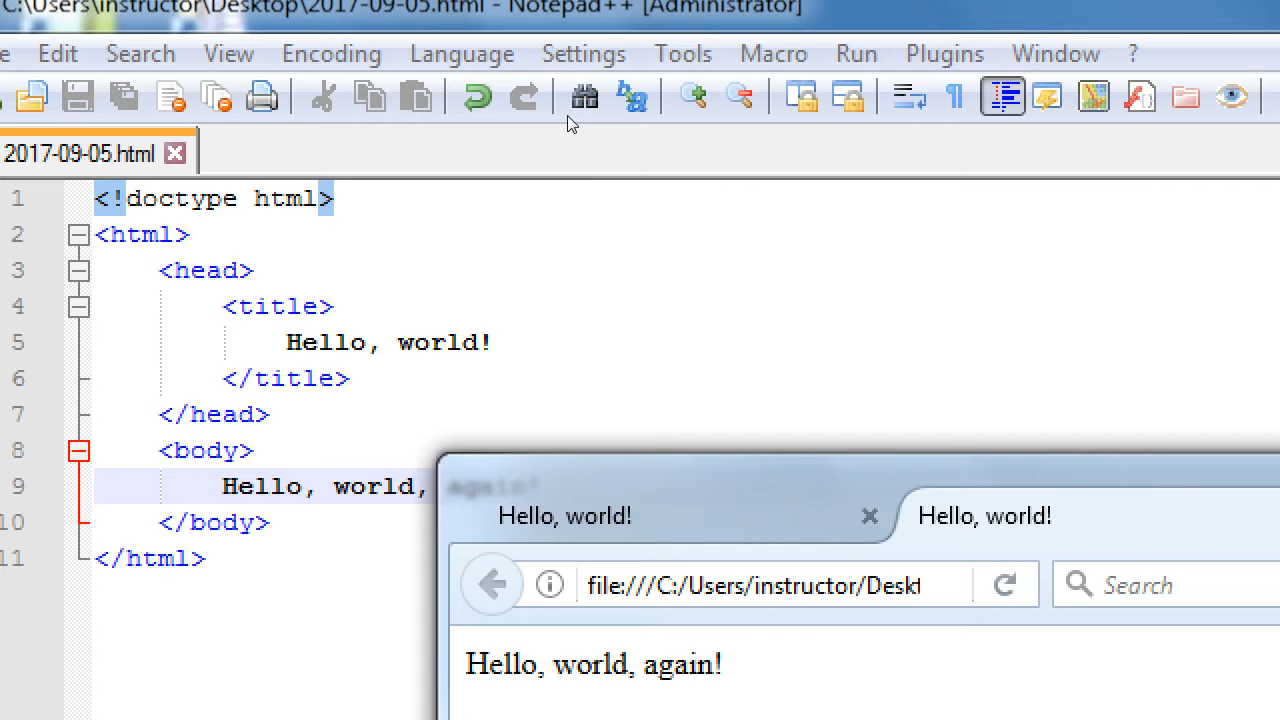 C:\Users\instructor\Desktop\2017-09-05.html - Notepad++ [Administrator]
e Edit Search View Encoding Language Settings Tools Macro Run Plugins Window ?
2017-09-05.html
1 <!doctype html>
2 <html>
3 <head>
4 <title>
5 Hello, world!
6 </title>
7 </head>
8 <body>
9 Hello, world, again!
10 </body>
11 </html>
Hello, world! Hello, world!
file:///C:/Users/instructor/Deskt Search
Hello, world, again!